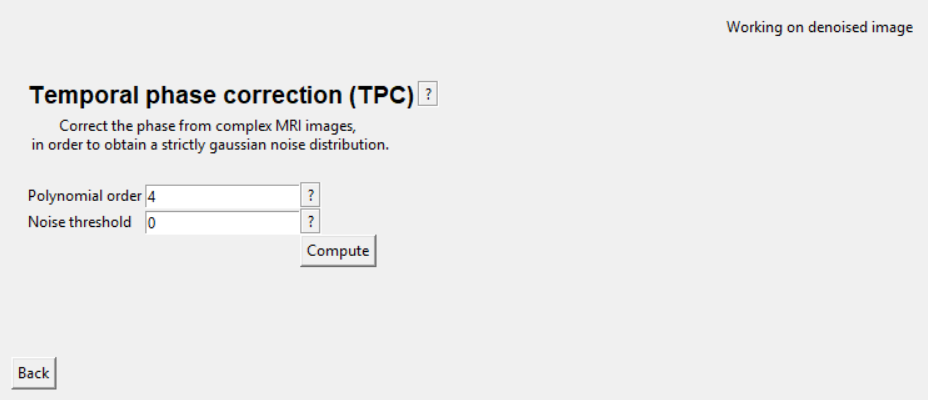 Working on denoised image
Temporal phase correction (TPC) ?
Correct the phase from complex MRI images,
in order to obtain a strictly gaussian noise distribution.
Polynomial order 4 ?
Noise threshold 0 ?
Compute
Back